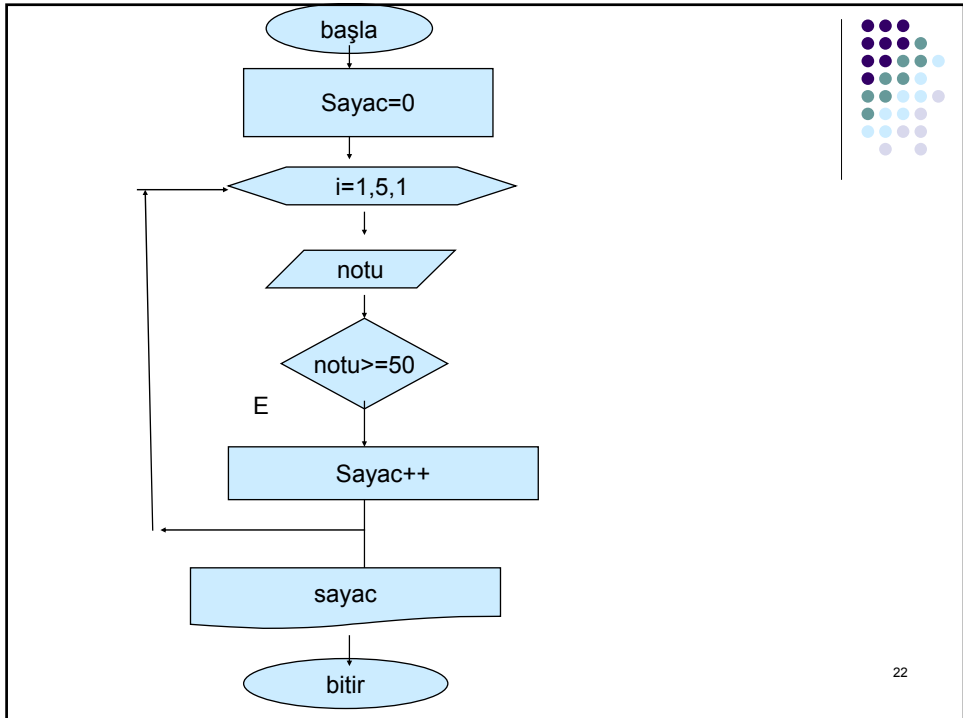 başla
Sayac=0
i=1,5,1
notu
notu>=50
E
Sayac++
sayac
bitir
22